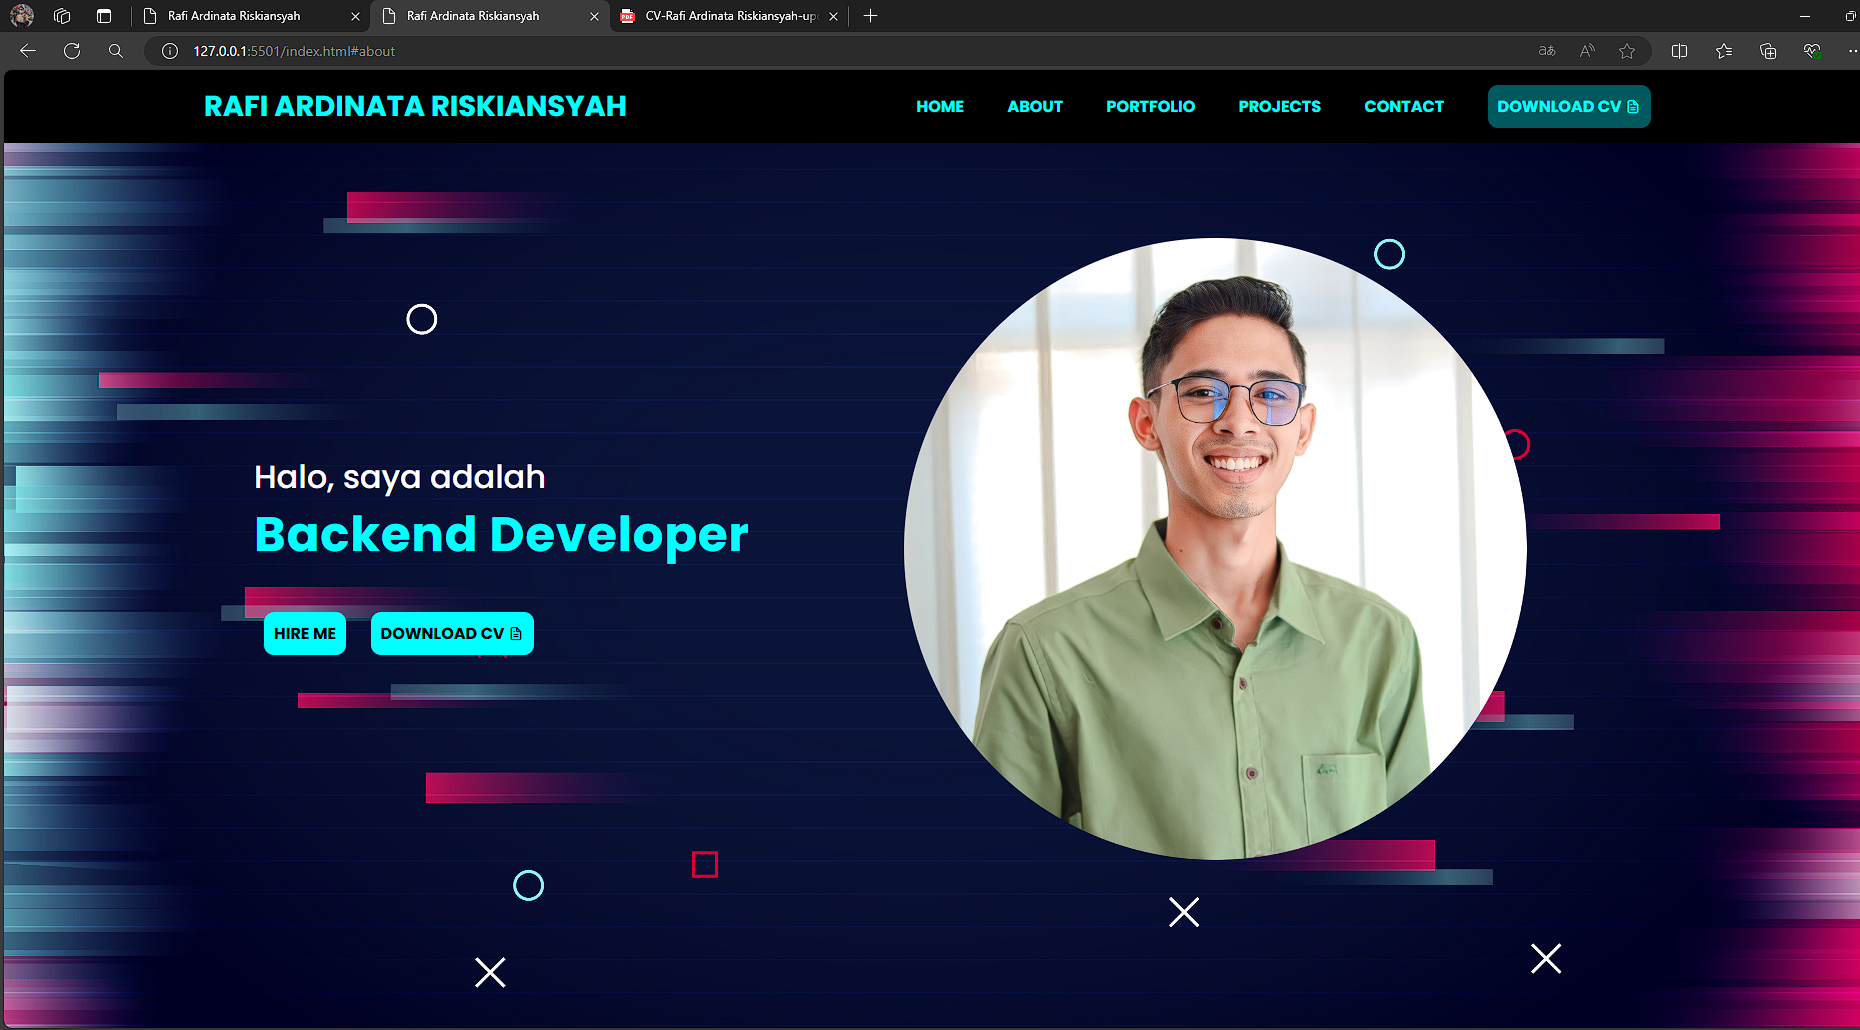 Rafi Ardinata Riskiansyah
Rafi Ardinata Riskiansyah
CV-Rafi Ardinata Riskiansyah-up
127.0.0.1:5501/index.html#about
RAFI ARDINATA RISKIANSYAH
HOME
ABOUT
PORTFOLIO
PROJECTS
CONTACT
DOWNLOAD CV
Halo, saya adalah
Backend Developer
HIRE ME
DOWNLOAD CV